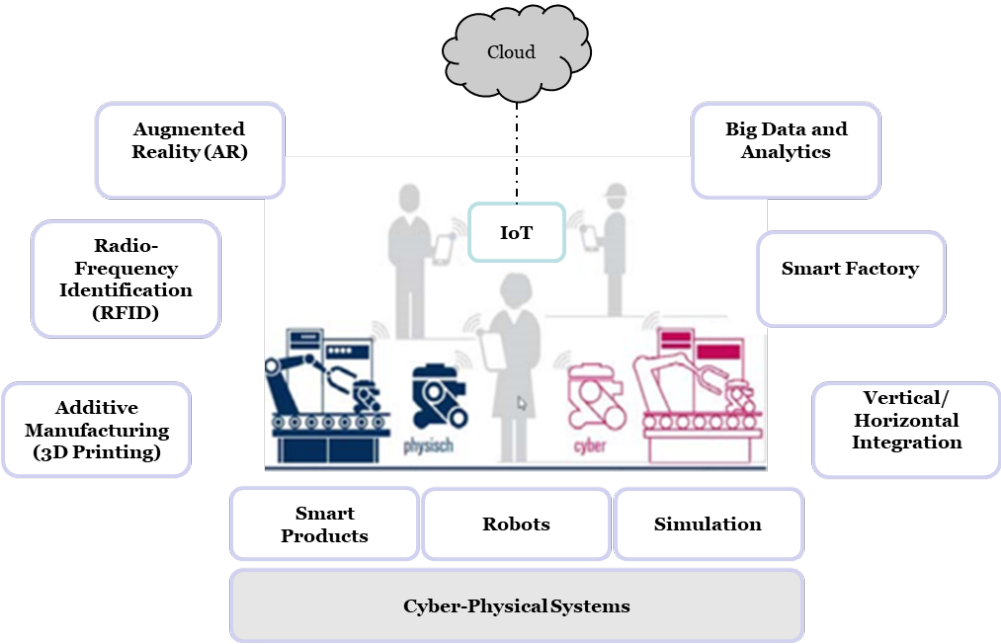 Cloud
Augmented
Reality (AR)
Big Data and
Analytics
IoT
Radio-
Frequency
Identification
(RFID)
Smart Factory
Additive
Manufacturing
(3D Printing)
Vertical/
Horizontal
Integration
physisch
cyber
Smart
Products
Robots
Simulation
Cyber-Physical Systems